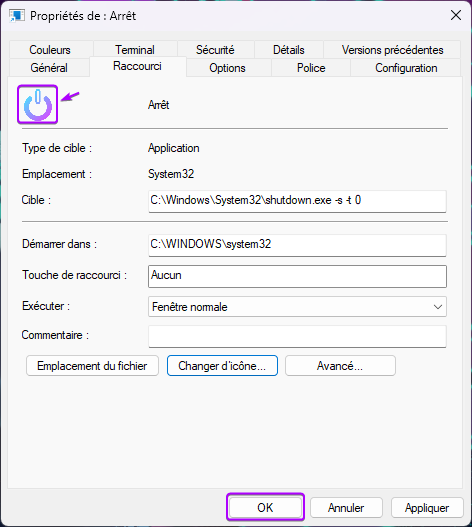 Propriétés de : Arrêt
Couleurs Terminal Sécurité Détails Versions précédentes
Général Raccourci Options Police Configuration
Arrêt
Type de cible : Application
Emplacement : System32
Cible : C:\Windows\System32\shutdown.exe -s -t 0
Démarrer dans : C:\WINDOWS\system32
Touche de raccourci : Aucun
Exécuter : Fenêtre normale
Commentaire :
Emplacement du fichier Changer d'icône... Avancé...
OK Annuler Appliquer